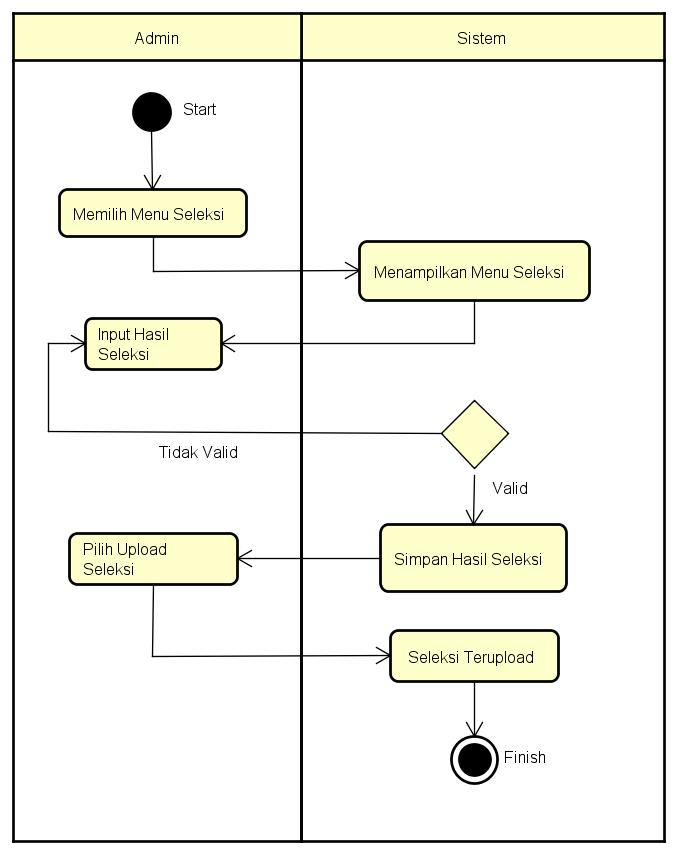 Admin
Sistem
Start
Memilih Menu Seleksi
Menampilkan Menu Seleksi
Input Hasil
Seleksi
Tidak Valid
Valid
Pilih Upload
Seleksi
Simpan Hasil Seleksi
Seleksi Terupload
Finish